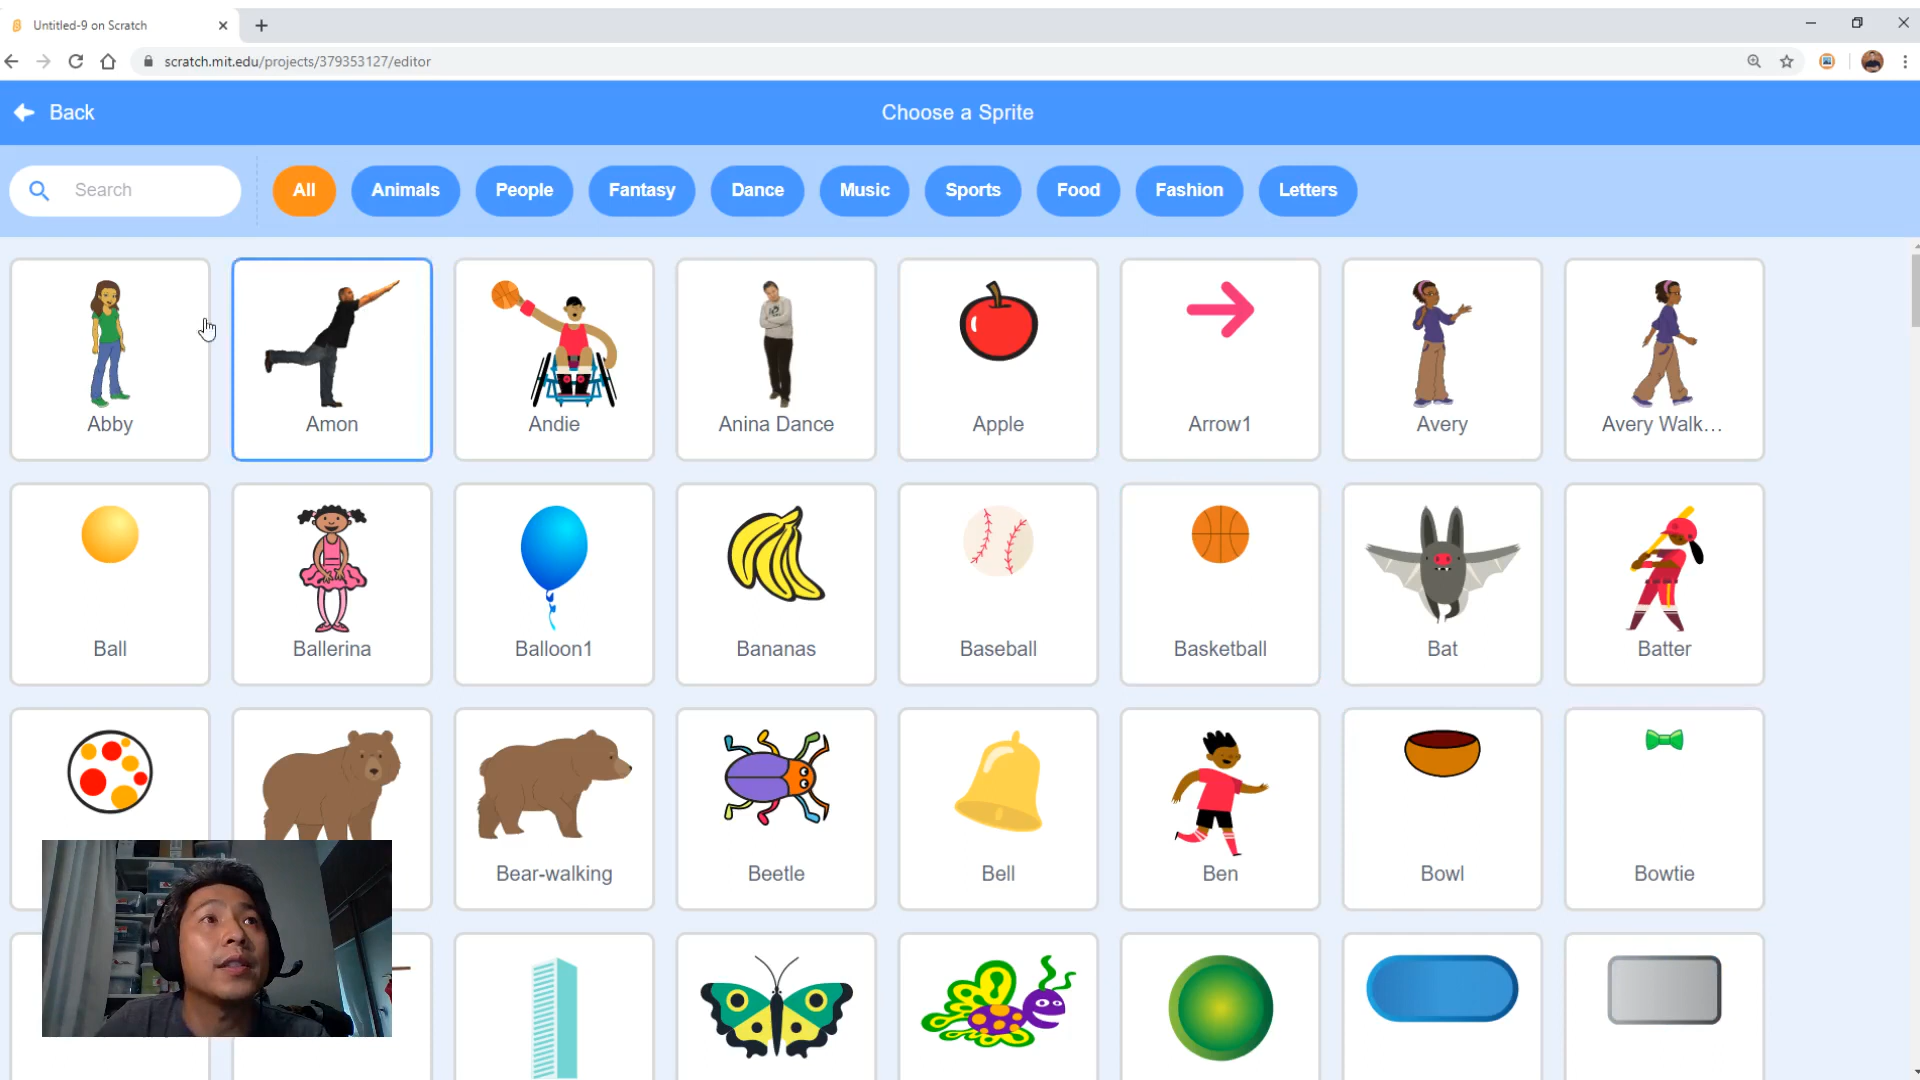 Untitled-9 on Scratch
scratch.mit.edu/projects/379353127/editor
Back
Choose a Sprite
Search
All
Animals
People
Fantasy
Dance
Music
Sports
Food
Fashion
Letters
Abby
Amon
Andie
Anina Dance
Apple
Arrow1
Avery
Avery Walk...
Ball
Ballerina
Balloon1
Bananas
Baseball
Basketball
Bat
Batter
Bear-walking
Beetle
Bell
Ben
Bowl
Bowtie